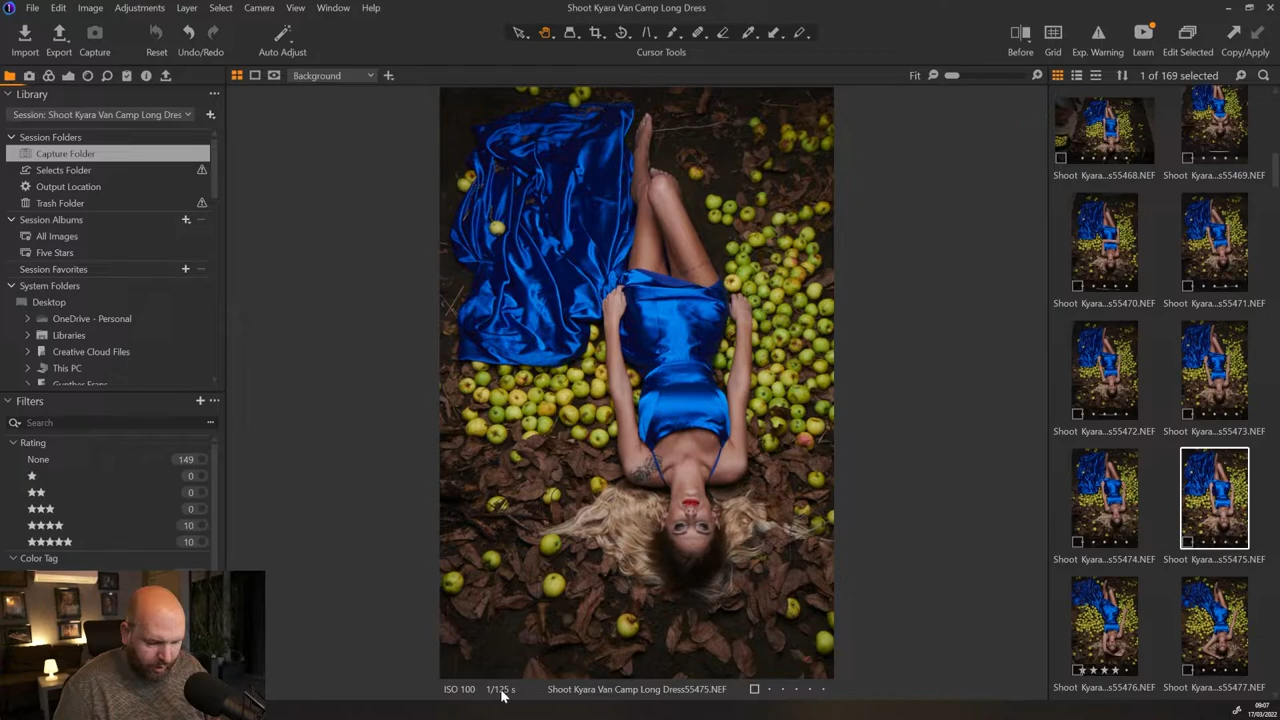 File Edit Image Adjustments Layer Select Camera View Window Help
Shoot Kyara Van Camp Long Dress
Import Export Capture Reset Undo/Redo Auto Adjust
Cursor Tools
Before Grid Exp. Warning Learn Edit Selected Copy/Apply
Background
Fit
1 of 169 selected
Library
Session: Shoot Kyara Van Camp Long Dres
Session Folders
Capture Folder
Selects Folder
Output Location
Trash Folder
Session Albums
All Images
Five Stars
Session Favorites
System Folders
Desktop
OneDrive - Personal
Libraries
Creative Cloud Files
This PC
Gunther Frans
Filters
Search
Rating
None 149
0
0
0
10
10
Color Tag
ISO 100 1/125 s Shoot Kyara Van Camp Long Dress55475.NEF
Shoot Kyara...s55468.NEF Shoot Kyara...s55469.NEF
Shoot Kyara...s55470.NEF Shoot Kyara...s55471.NEF
Shoot Kyara...s55472.NEF Shoot Kyara...s55473.NEF
Shoot Kyara...s55474.NEF Shoot Kyara...s55475.NEF
Shoot Kyara...s55476.NEF Shoot Kyara...s55477.NEF
09:07
17/03/2022